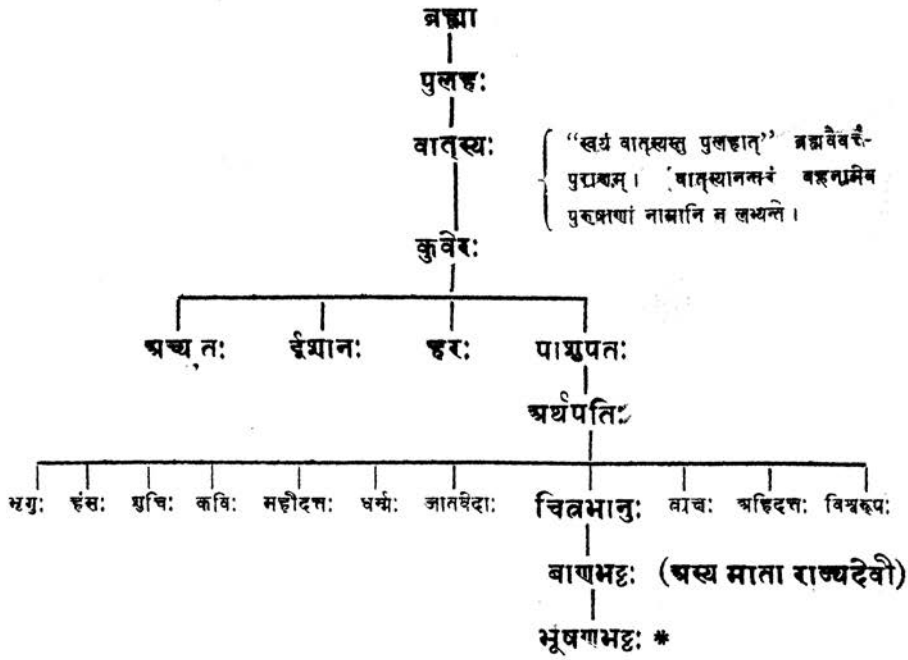 ब्रह्मा
पुलहः
वात्स्यः
“स्वयं वात्स्यस्तु पुलहात्” ब्रह्मवैवर्त्त-
पुराणम्। वात्स्यानन्तरं बहूनामेव
पुरुषाणां नामानि न लभ्यन्ते।
कुवेरः
अच्युतः ईशानः हरः पाशुपतः
अर्थपतिः
भृगुः हंसः शुचिः कविः महीदत्तः धर्म्मः जातवेदाः चित्रभानुः त्र्यचः अहिदत्तः विश्वरूपः
बाणभट्टः (अस्य माता राज्यदेवी)
भूषणभट्टः *